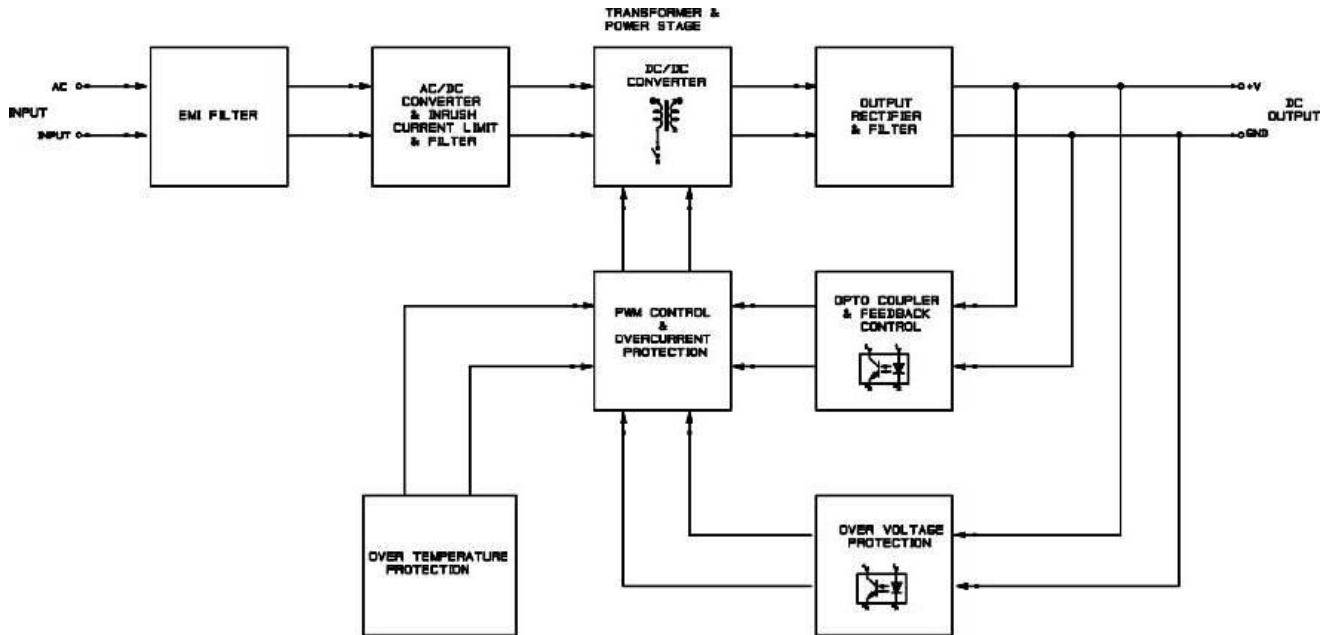 TRANSFORMER &
POWER STAGE
AC
INPUT
INPUT
EMI FILTER
AC/DC
CONVERTER
& INRUSH
CURRENT LIMIT
& FILTER
DC/DC
CONVERTER
OUTPUT
RECTIFIER
& FILTER
+V
GND
DC
OUTPUT
PWM CONTROL
&
OVERCURRENT
PROTECTION
OPTO COUPLER
& FEEDBACK
CONTROL
OVER TEMPERATURE
PROTECTION
OVER VOLTAGE
PROTECTION